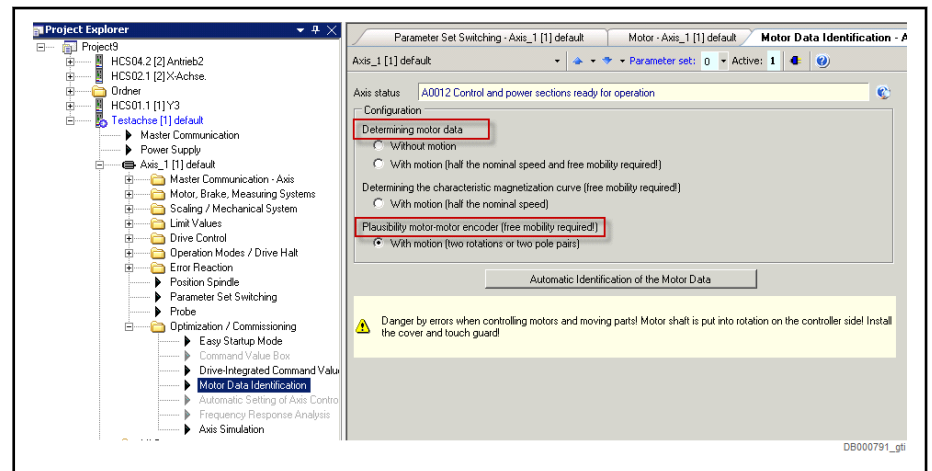 Project Explorer
Project9
HCS04.2 [2] Antrieb2
HCS02.1 [2] X-Achse.
Ordner
HCS01.1 [1] Y3
Testachse [1] default
Master Communication
Power Supply
Axis_1 [1] default
Master Communication - Axis
Motor, Brake, Measuring Systems
Scaling / Mechanical System
Limit Values
Drive Control
Operation Modes / Drive Halt
Error Reaction
Position Spindle
Parameter Set Switching
Probe
Optimization / Commissioning
Easy Startup Mode
Command Value Box
Drive-Integrated Command Valu
Motor Data Identification
Automatic Setting of Axis Contro
Frequency Response Analysis
Axis Simulation
Parameter Set Switching - Axis_1 [1] default
Motor - Axis_1 [1] default
Motor Data Identification - A
Axis_1 [1] default
Parameter set: 0
Active: 1
Axis status
A0012 Control and power sections ready for operation
Configuration
Determining motor data
Without motion
With motion (half the nominal speed and free mobility required!)
Determining the characteristic magnetization curve (free mobility required!)
With motion (half the nominal speed)
Plausibility motor-motor encoder (free mobility required!)
With motion (two rotations or two pole pairs)
Automatic Identification of the Motor Data
Danger by errors when controlling motors and moving parts! Motor shaft is put into rotation on the controller side! Install
the cover and touch guard!
DB000791_gti